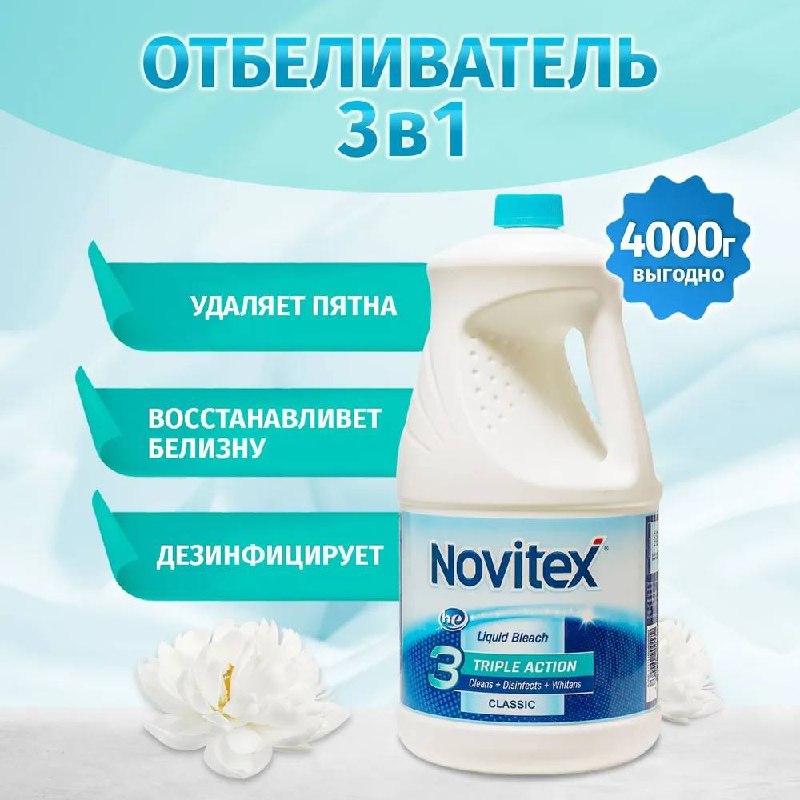 ОТБЕЛИВАТЕЛЬ
3в1
4000г
выгодно
УДАЛЯЕТ ПЯТНА
ВОССТАНАВЛИВЕТ
БЕЛИЗНУ
ДЕЗИНФИЦИРУЕТ
Novitex
he
Liquid Bleach
3 TRIPLE ACTION
Cleans + Disinfects + Whitens
CLASSIC